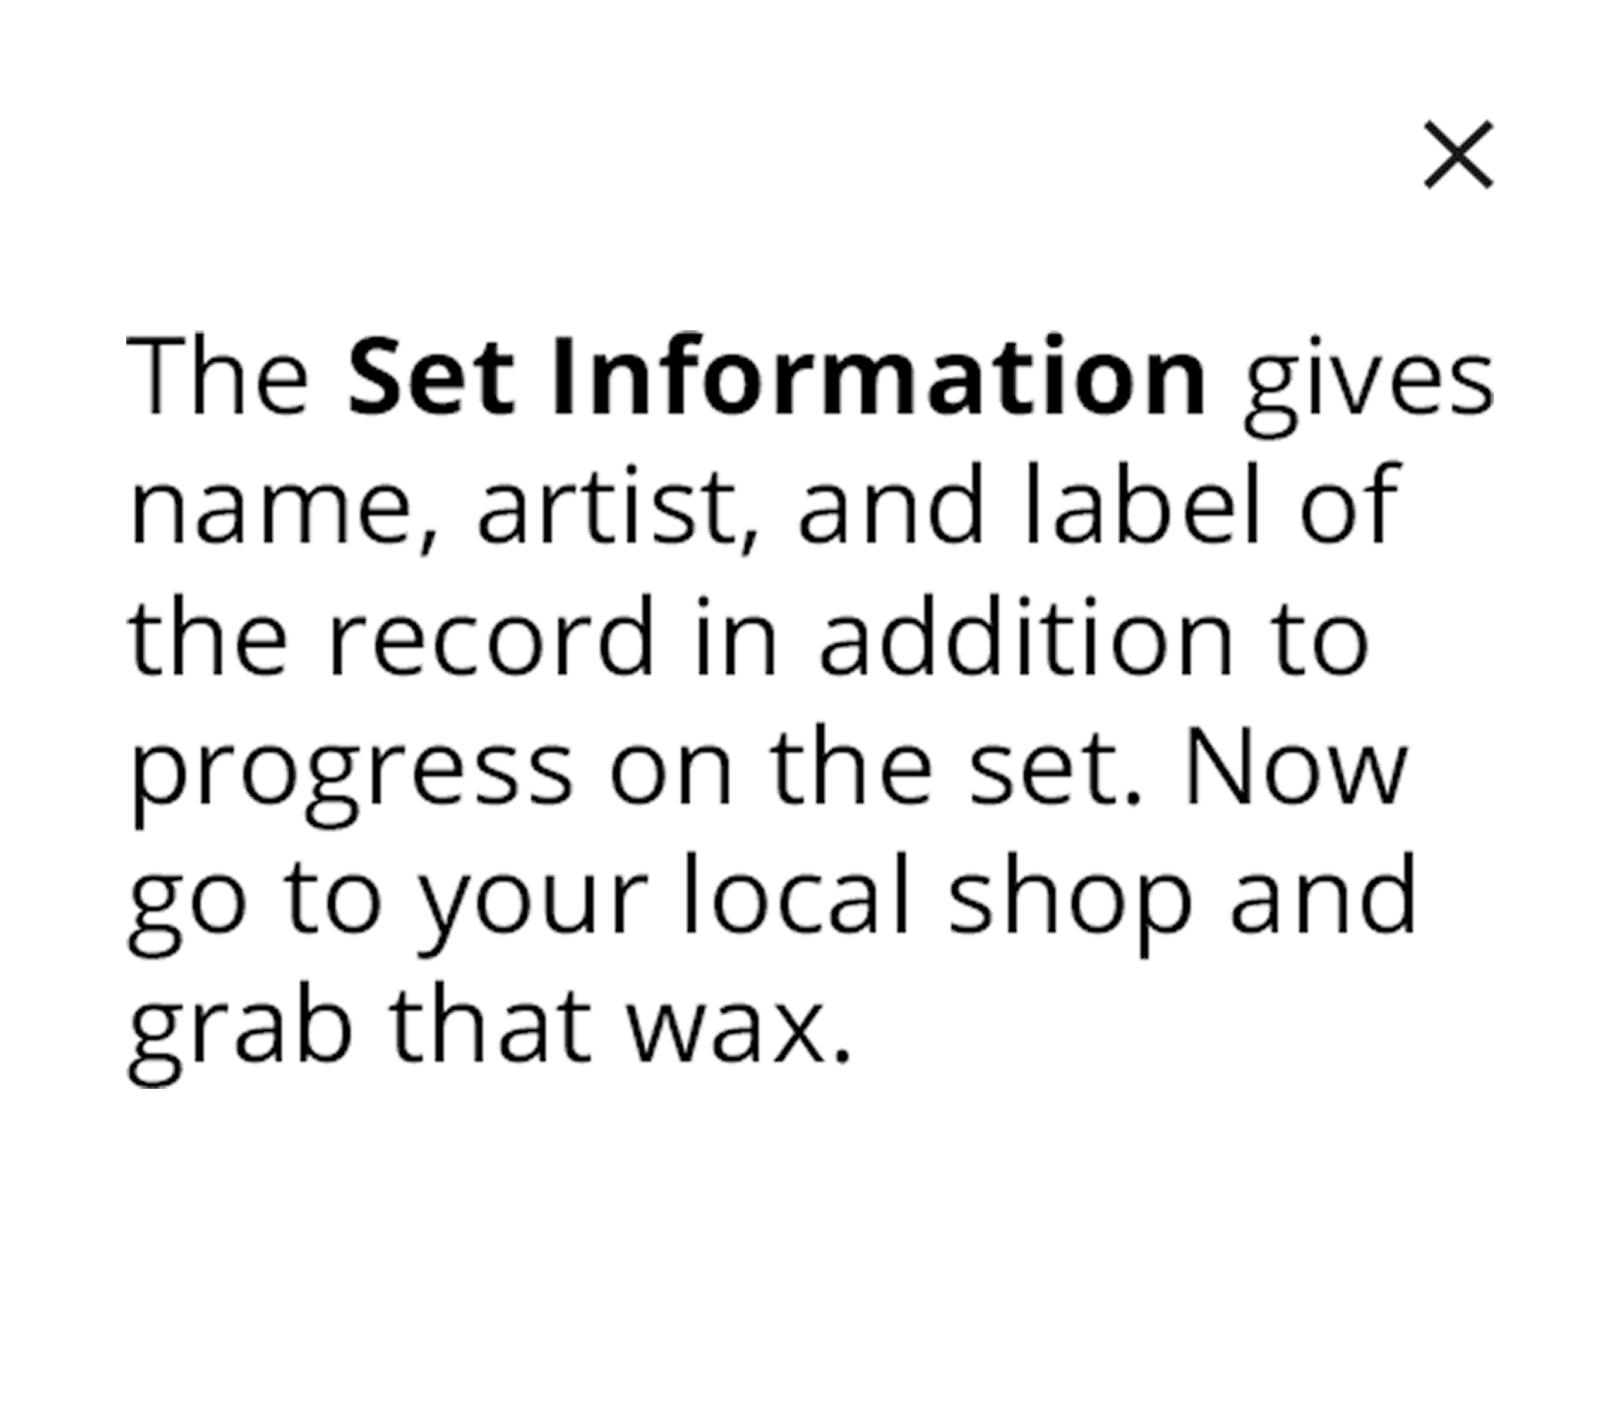 The Set Information gives
name, artist, and label of
the record in addition to
progress on the set. Now
go to your local shop and
grab that wax.